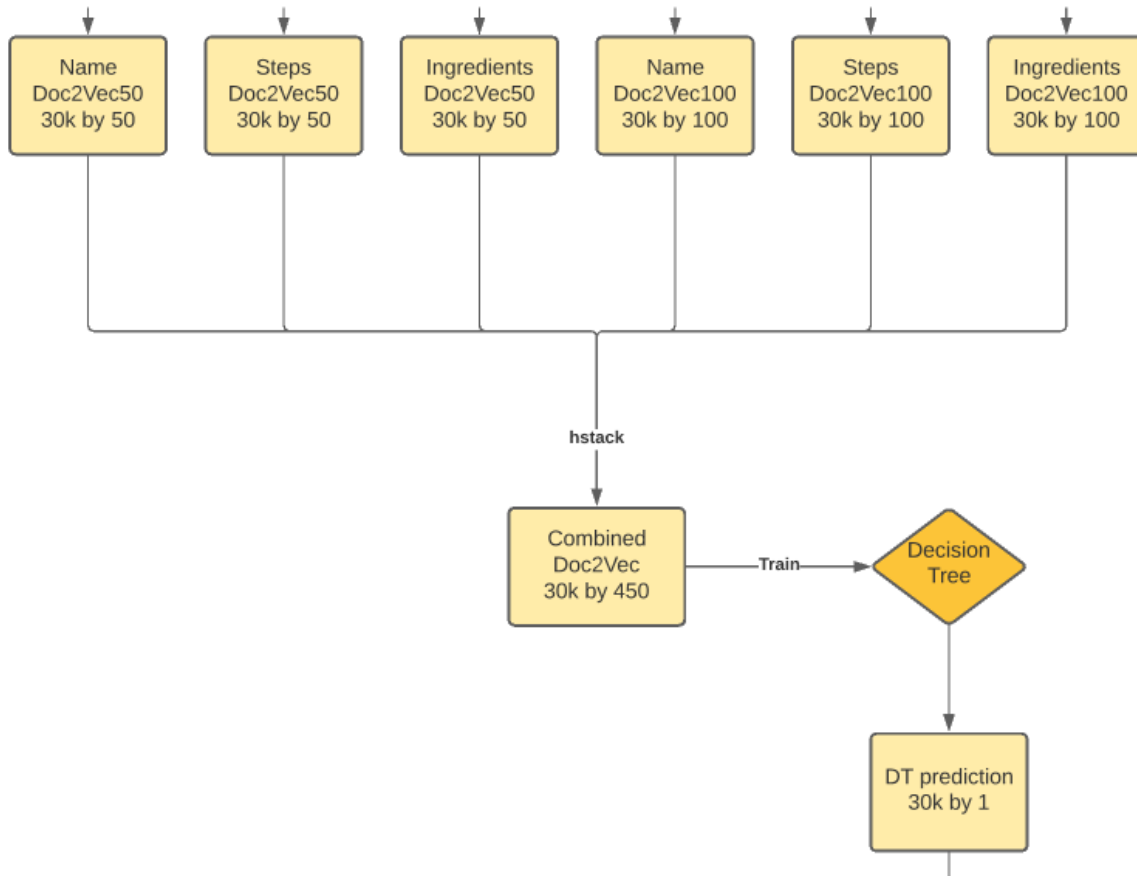 Name
Doc2Vec50
30k by 50
Steps
Doc2Vec50
30k by 50
Ingredients
Doc2Vec50
30k by 50
Name
Doc2Vec100
30k by 100
Steps
Doc2Vec100
30k by 100
Ingredients
Doc2Vec100
30k by 100
hstack
Combined
Doc2Vec
30k by 450
Train
Decision
Tree
DT prediction
30k by 1